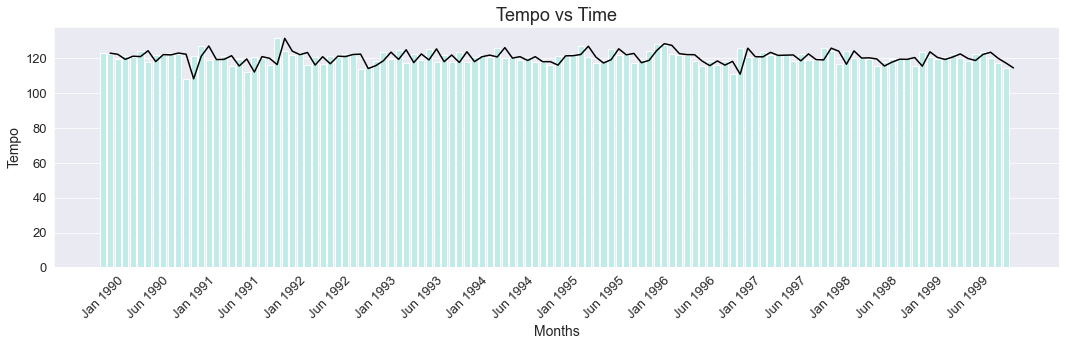 Tempo vs Time
Tempo
120
100
80
60
40
20
0
Jan 1990
Jun 1990
Jan 1991
Jun 1991
Jan 1992
Jun 1992
Jan 1993
Jun 1993
Jan 1994
Jun 1994
Jan 1995
Jun 1995
Jan 1996
Jun 1996
Jan 1997
Jun 1997
Jan 1998
Jun 1998
Jan 1999
Jun 1999
Months